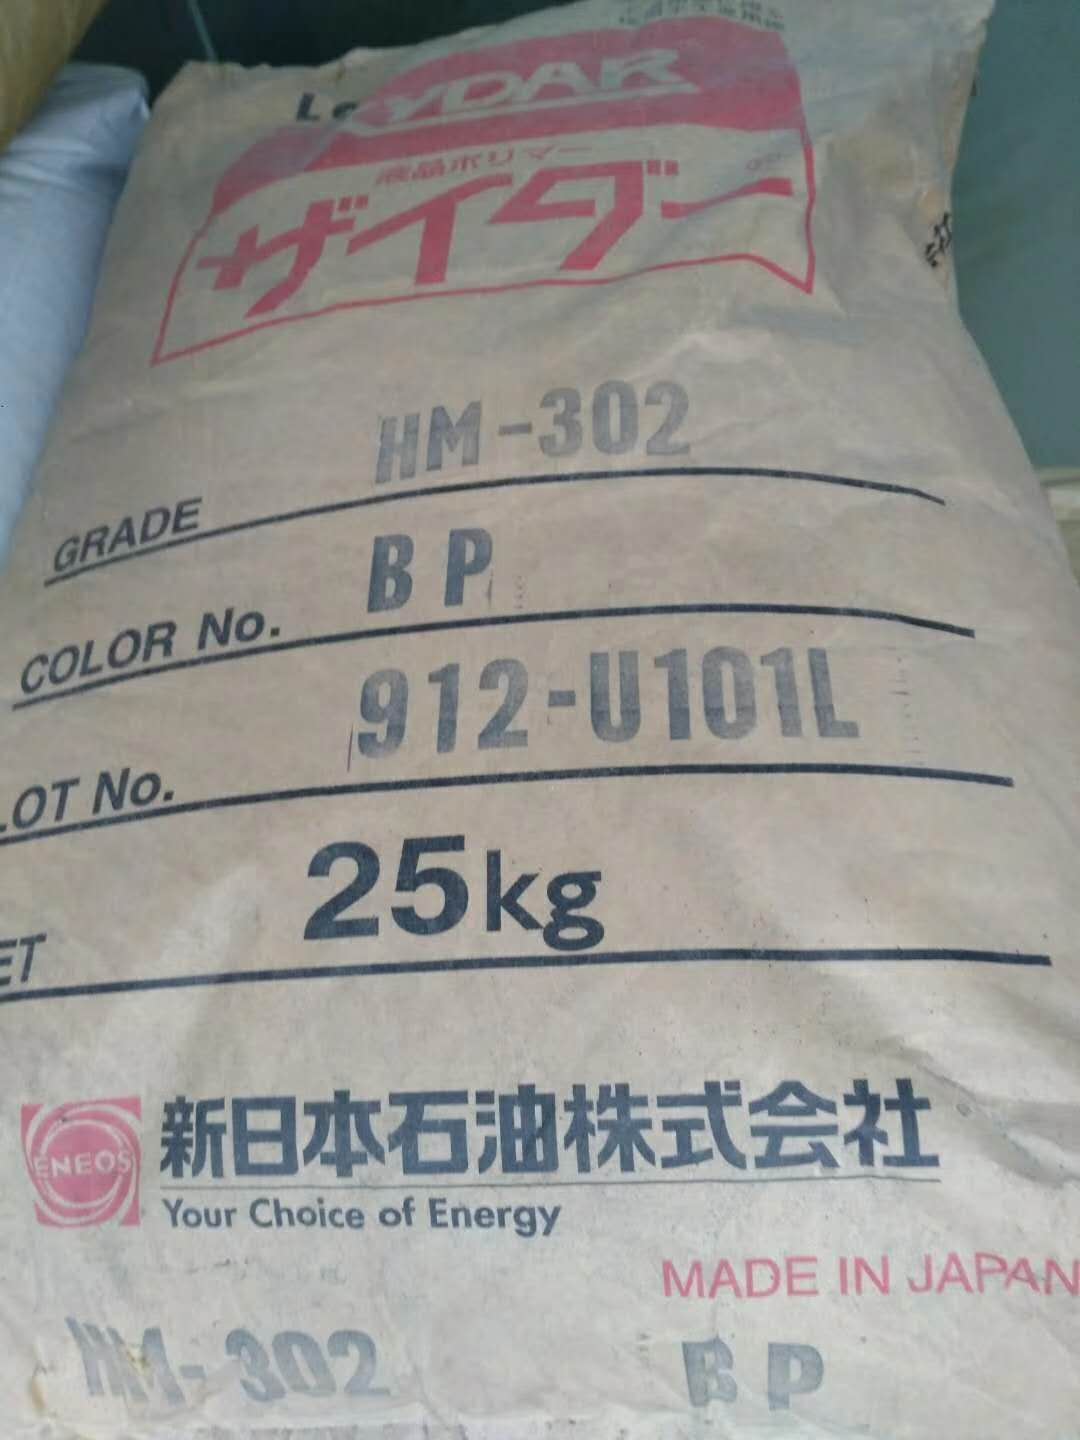 XYDAR
液晶ポリマー
ザイダー
GRADE HM-302
COLOR No. BP
LOT No. 912-U101L
25kg
ENEOS
新日本石油株式会社
Your Choice of Energy
MADE IN JAPAN
HM-302 BP